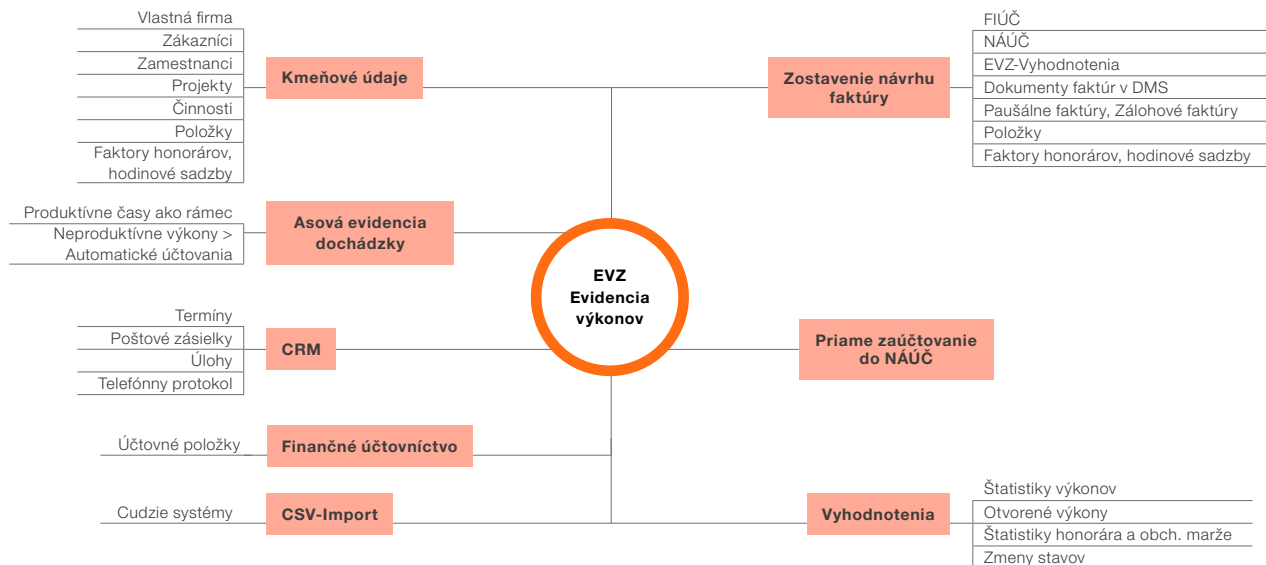 Vlastná firma
Zákazníci
Zamestnanci
Projekty
Činnosti
Položky
Faktory honorárov,
hodinové sadzby
Kmeňové údaje
Produktívne časy ako rámec
Neproduktívne výkony >
Automatické účtovania
Asová evidencia
dochádzky
Termíny
Poštové zásielky
Úlohy
Telefónny protokol
CRM
Účtovné položky
Finančné účtovníctvo
Cudzie systémy
CSV-Import
EVZ
Evidencia
výkonov
Zostavenie návrhu
faktúry
FIÚČ
NÁÚČ
EVZ-Vyhodnotenia
Dokumenty faktúr v DMS
Paušálne faktúry, Zálohové faktúry
Položky
Faktory honorárov, hodinové sadzby
Priame zaúčtovanie
do NÁÚČ
Vyhodnotenia
Štatistiky výkonov
Otvorené výkony
Štatistiky honorára a obch. marže
Zmeny stavov